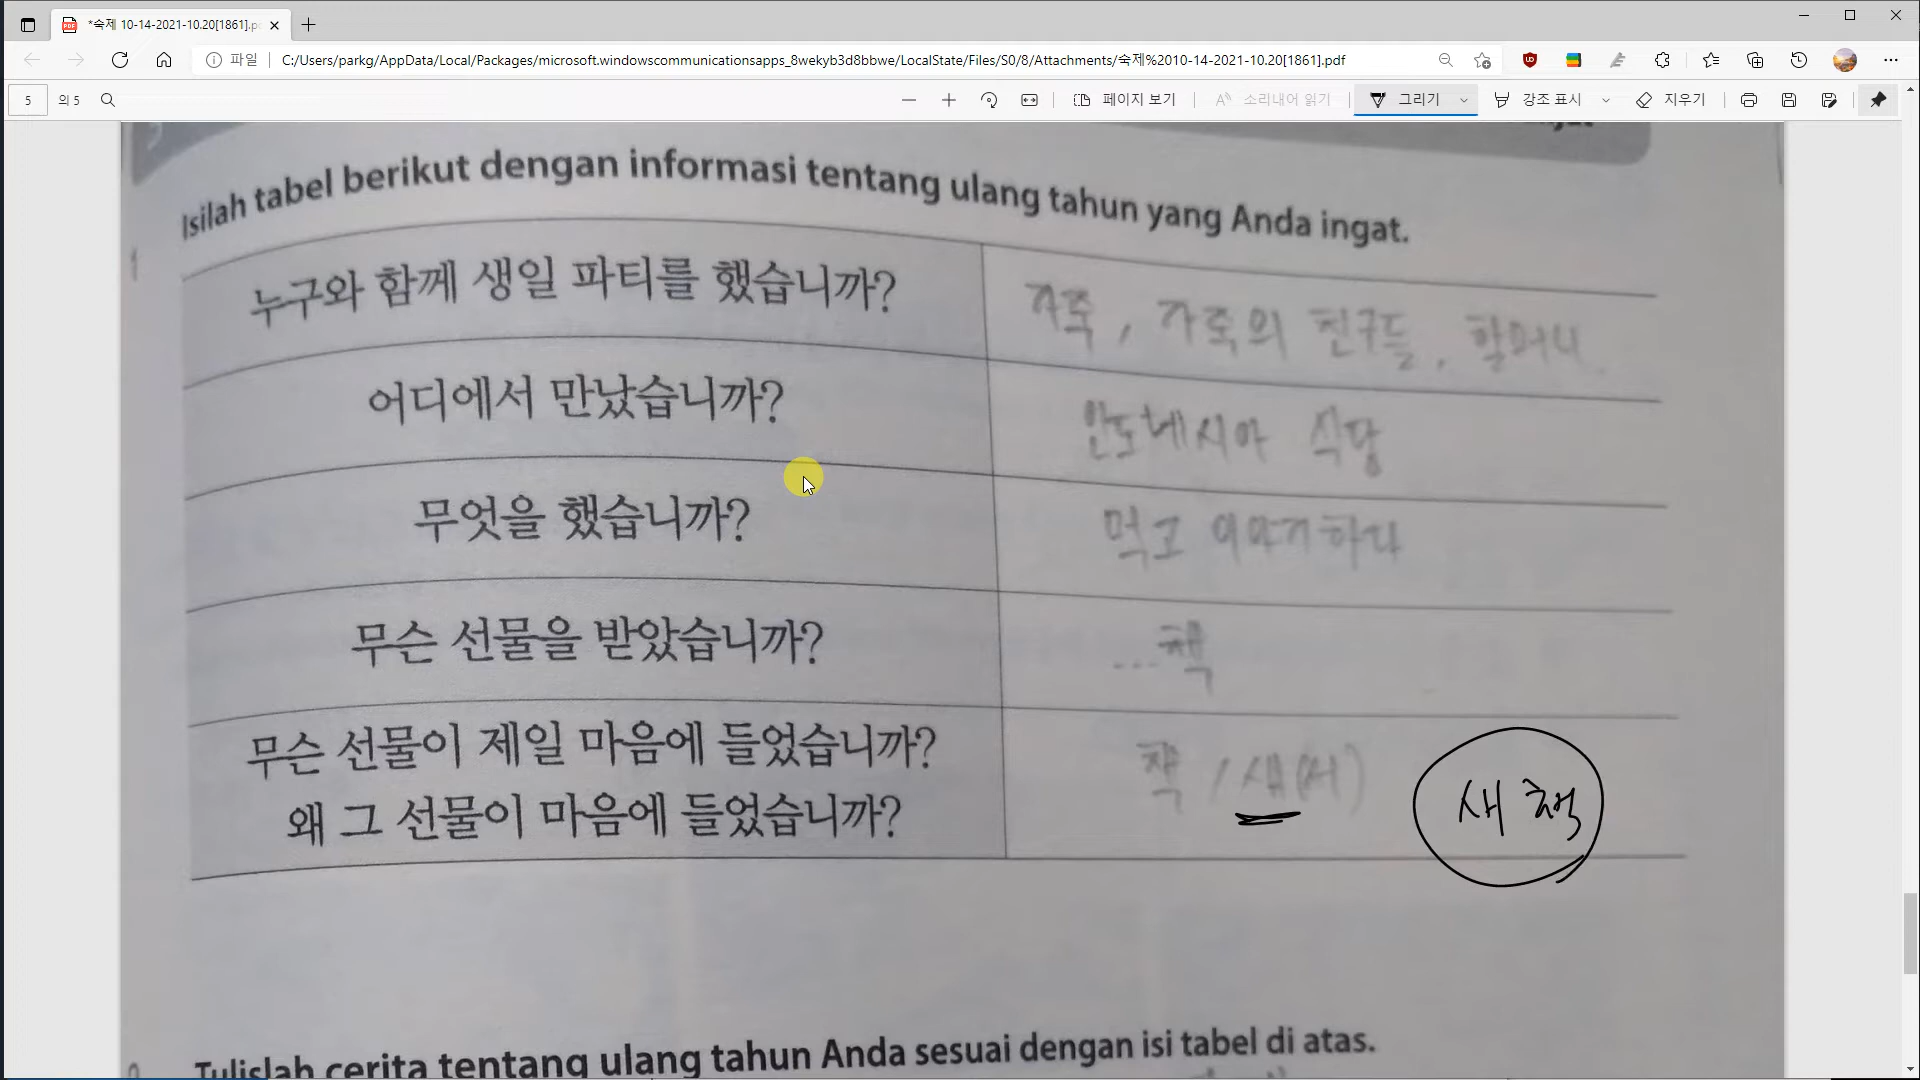 *숙제 10-14-2021-10.20[1861].p
파일
C:/Users/parkg/AppData/Local/Packages/microsoft.windowscommunicationsapps_8wekyb3d8bbwe/LocalState/Files/S0/8/Attachments/숙제%2010-14-2021-10.20[1861].pdf
5 의 5
페이지 보기
소리내어 읽기
그리기
강조 표시
지우기
Isilah tabel berikut dengan informasi tentang ulang tahun yang Anda ingat.
누구와 함께 생일 파티를 했습니까?
가족, 가족의 친구들, 할머니
어디에서 만났습니까?
인도네시아 식당
무엇을 했습니까?
먹고 이야기하다
무슨 선물을 받았습니까?
...책
무슨 선물이 제일 마음에 들었습니까?
왜 그 선물이 마음에 들었습니까?
책 /
새 책
Tulislah cerita tentang ulang tahun Anda sesuai dengan isi tabel di atas.